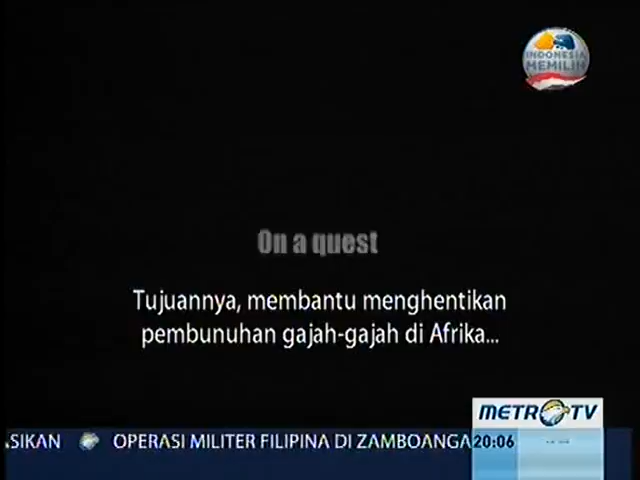 INDONESIA
MEMILIH
On a quest
Tujuannya, membantu menghentikan
pembunuhan gajah-gajah di Afrika...
METRO TV
SIKAN OPERASI MILITER FILIPINA DI ZAMBOANGA 20:06